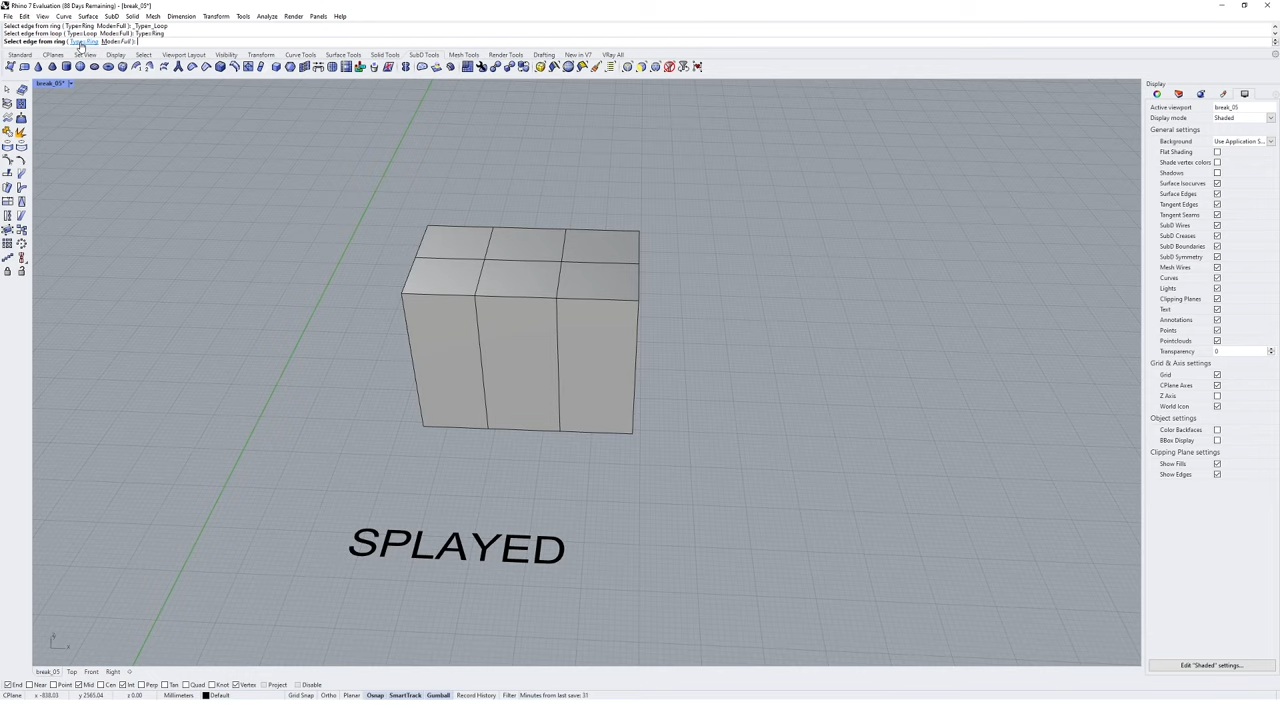 Rhino 7 Evaluation (88 Days Remaining) - [break_05*]
File Edit View Curve Surface SubD Solid Mesh Dimension Transform Tools Analyze Render Panels Help
Select edge from ring ( Type=Ring Mode=Full ): _Type=_Loop
Select edge from loop ( Type=Loop Mode=Full ): Type=Ring
Select edge from ring ( Type=Ring Mode=Full ):
Standard CPlanes Set View Display Select Viewport Layout Visibility Transform Curve Tools Surface Tools Solid Tools SubD Tools Mesh Tools Render Tools Drafting New in V7 VRay All
break_05*
Display
Active viewport break_05
Display mode Shaded
General settings
Background Use Application S...
Flat Shading
Shade vertex colors
Shadows
Surface Isocurves
Surface Edges
Tangent Edges
Tangent Seams
SubD Wires
SubD Creases
SubD Boundaries
SubD Symmetry
Mesh Wires
Curves
Lights
Clipping Planes
Text
Annotations
Points
Pointclouds
Transparency 0
Grid & Axis settings
Grid
CPlane Axes
Z Axis
World Icon
Object settings
Color Backfaces
BBox Display
Clipping Plane settings
Show Fills
Show Edges
SPLAYED
Edit "Shaded" settings...
break_05 Top Front Right
End Near Point Mid Cen Int Perp Tan Quad Knot Vertex Project Disable
CPlane x -838.03 y 2565.04 z 0.00 Millimeters Default Grid Snap Ortho Planar Osnap SmartTrack Gumball Record History Filter Minutes from last save: 31